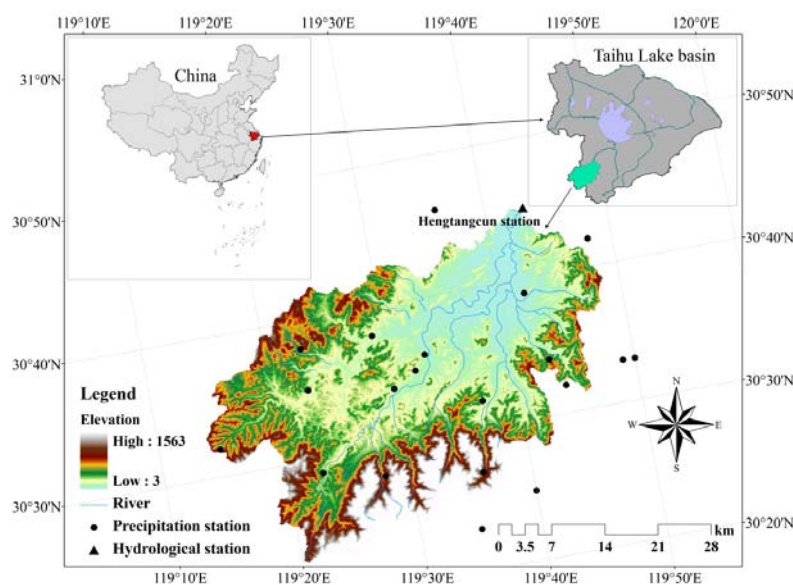 119°10'E 119°20'E 119°30'E 119°40'E 119°50'E 120°0'E
China
Taihu Lake basin
31°0'N
30°50'N
30°50'N
Hengtangcun station
30°40'N
30°40'N
30°30'N
Legend
Elevation
High : 1563
Low : 3
River
Precipitation station
Hydrological station
N
W E
S
30°30'N
30°20'N
km
0 3.5 7 14 21 28
119°10'E 119°20'E 119°30'E 119°40'E 119°50'E